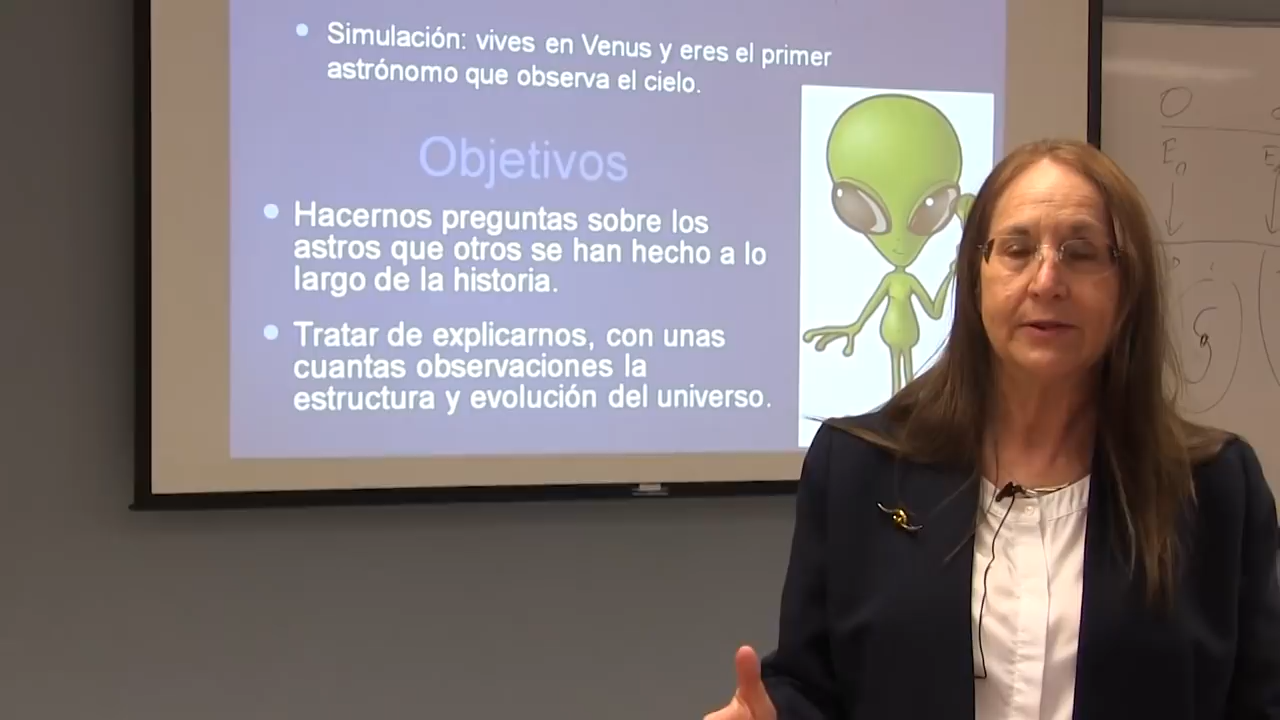 Simulación: vives en Venus y eres el primer
astrónomo que observa el cielo.
Objetivos
Hacernos preguntas sobre los
astros que otros se han hecho a lo
largo de la historia.
Tratar de explicarnos, con unas
cuantas observaciones la
estructura y evolución del universo.